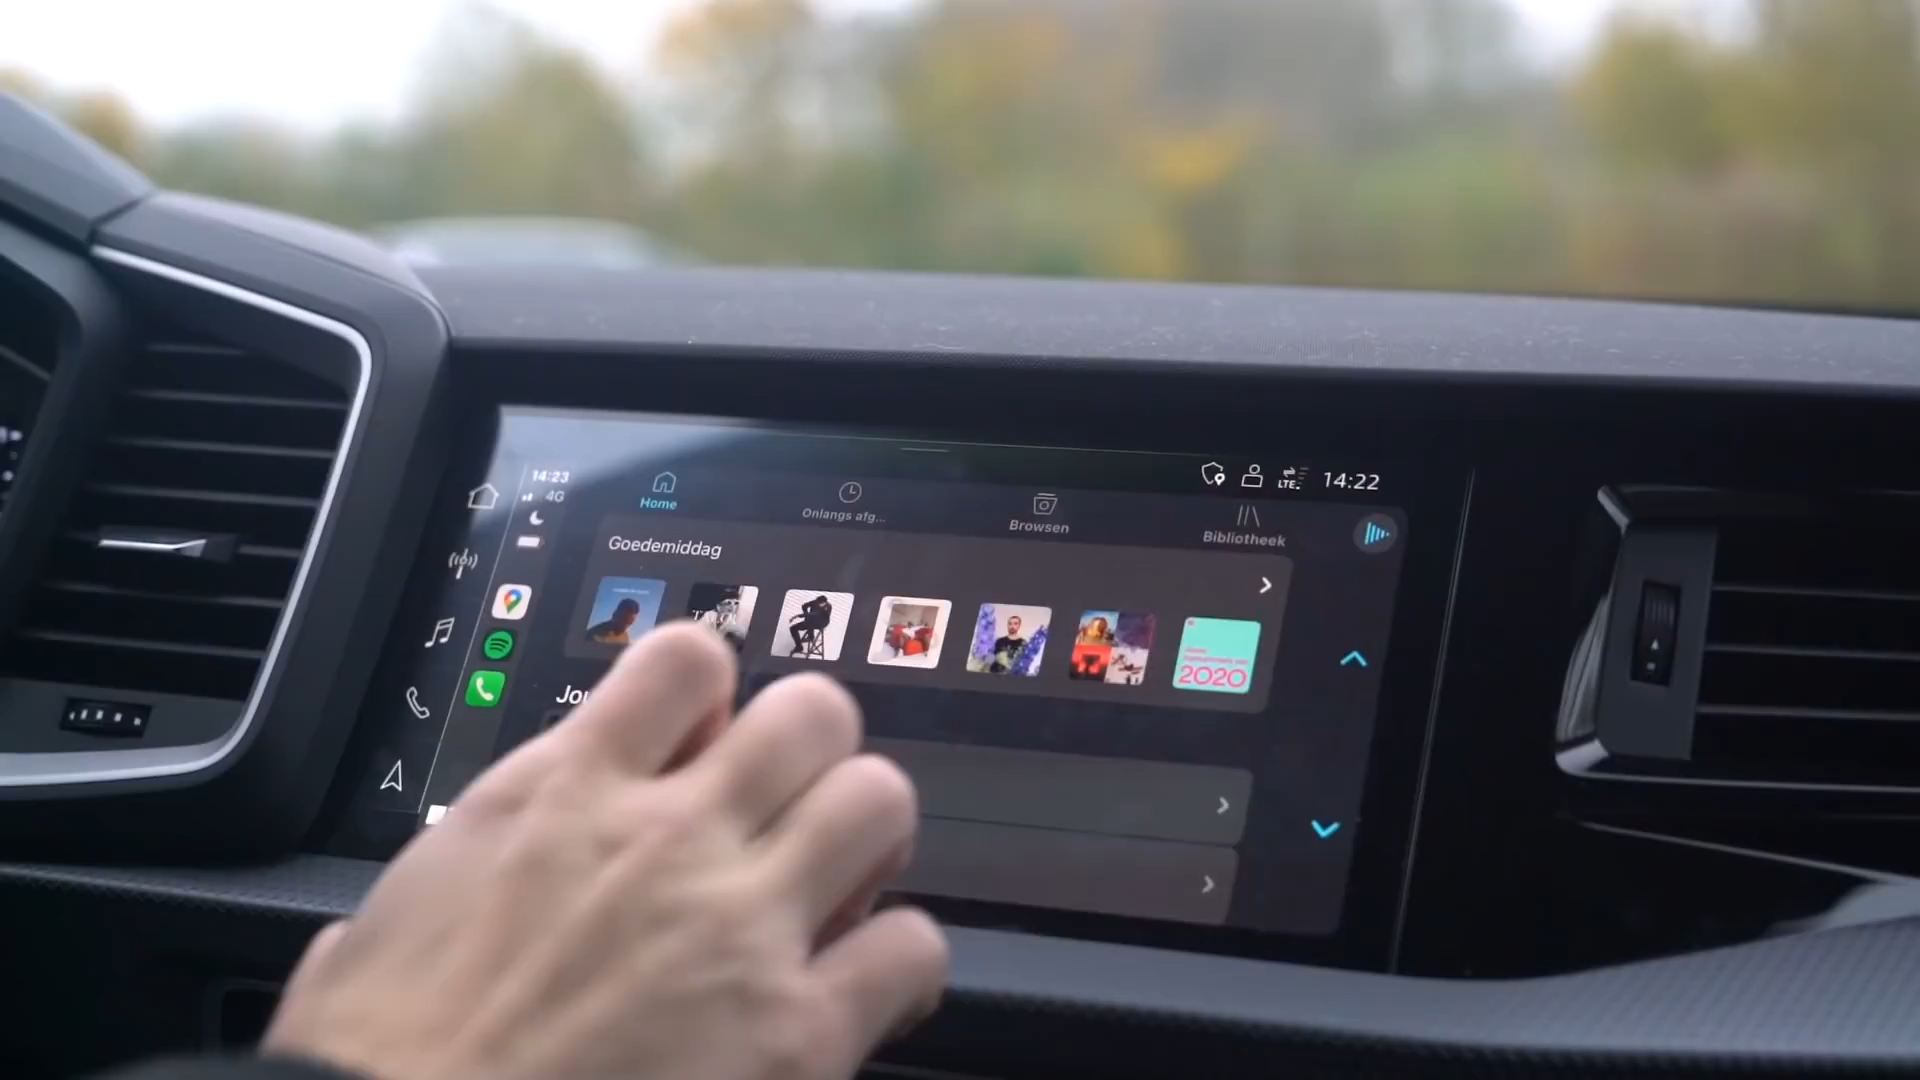 14:23
4G
Home
Onlangs afg...
Browsen
Bibliotheek
LTE
14:22
Goedemiddag
2020